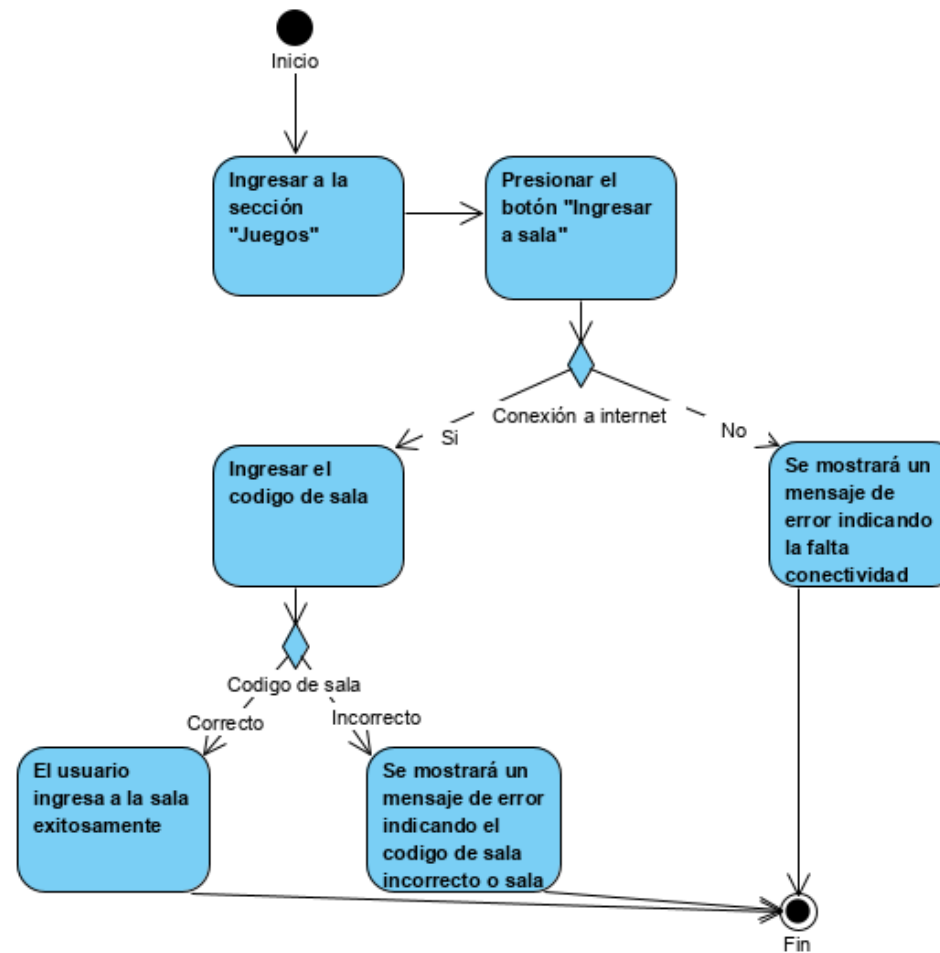 Inicio
Ingresar a la
sección
"Juegos"
Presionar el
botón "Ingresar
a sala"
Conexión a internet
Si
No
Ingresar el
codigo de sala
Se mostrará un
mensaje de
error indicando
la falta
conectividad
Codigo de sala
Correcto
Incorrecto
El usuario
ingresa a la sala
exitosamente
Se mostrará un
mensaje de error
indicando el
codigo de sala
incorrecto o sala
Fin